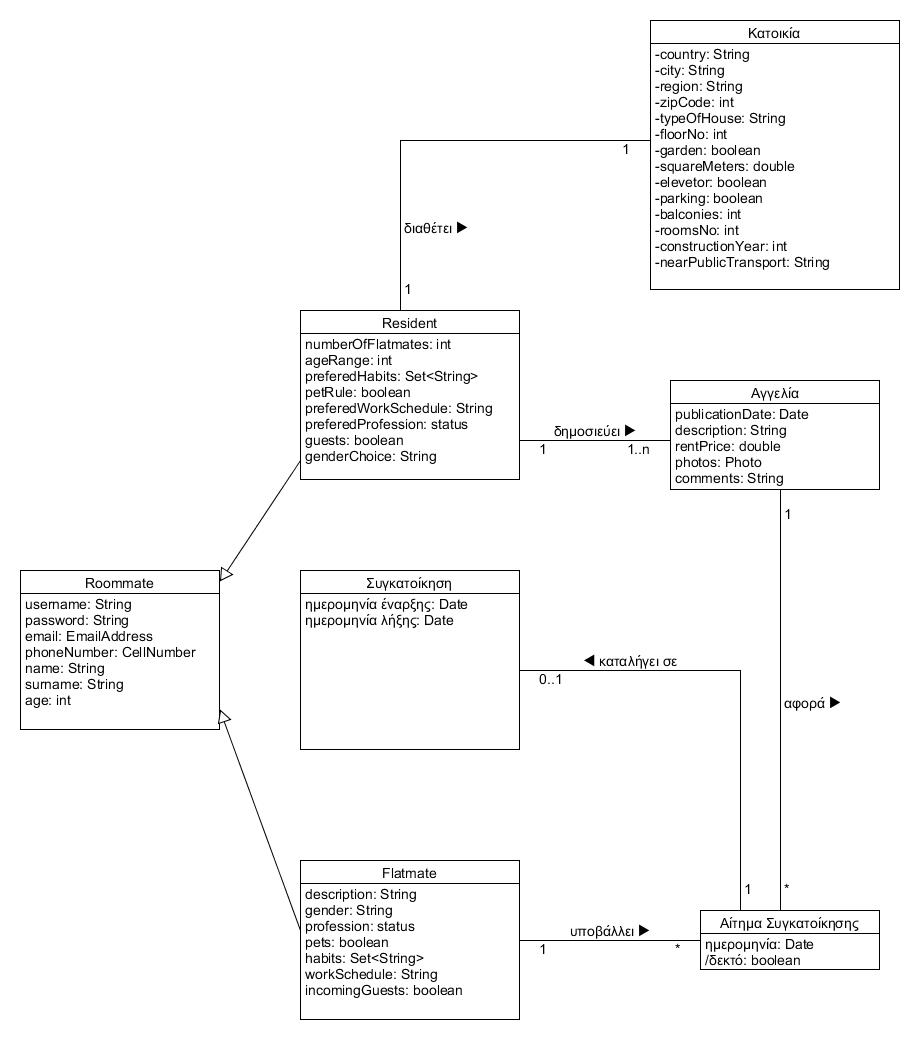 Κατοικία
-country: String
-city: String
-region: String
-zipCode: int
-typeOfHouse: String
-floorNo: int
-garden: boolean
-squareMeters: double
-elevetor: boolean
-parking: boolean
-balconies: int
-roomsNo: int
-constructionYear: int
-nearPublicTransport: String
1
διαθέτει ▶
1
Resident
numberOfFlatmates: int
ageRange: int
preferedHabits: Set<String>
petRule: boolean
preferedWorkSchedule: String
preferedProfession: status
guests: boolean
genderChoice: String
δημοσιεύει ▶
1
1..n
Αγγελία
publicationDate: Date
description: String
rentPrice: double
photos: Photo
comments: String
1
Roommate
username: String
password: String
email: EmailAddress
phoneNumber: CellNumber
name: String
surname: String
age: int
Συγκατοίκηση
ημερομηνία έναρξης: Date
ημερομηνία λήξης: Date
◀ καταλήγει σε
0..1
αφορά ▶
1
*
Flatmate
description: String
gender: String
profession: status
pets: boolean
habits: Set<String>
workSchedule: String
incomingGuests: boolean
υποβάλλει ▶
1
*
Αίτημα Συγκατοίκησης
ημερομηνία: Date
/δεκτό: boolean